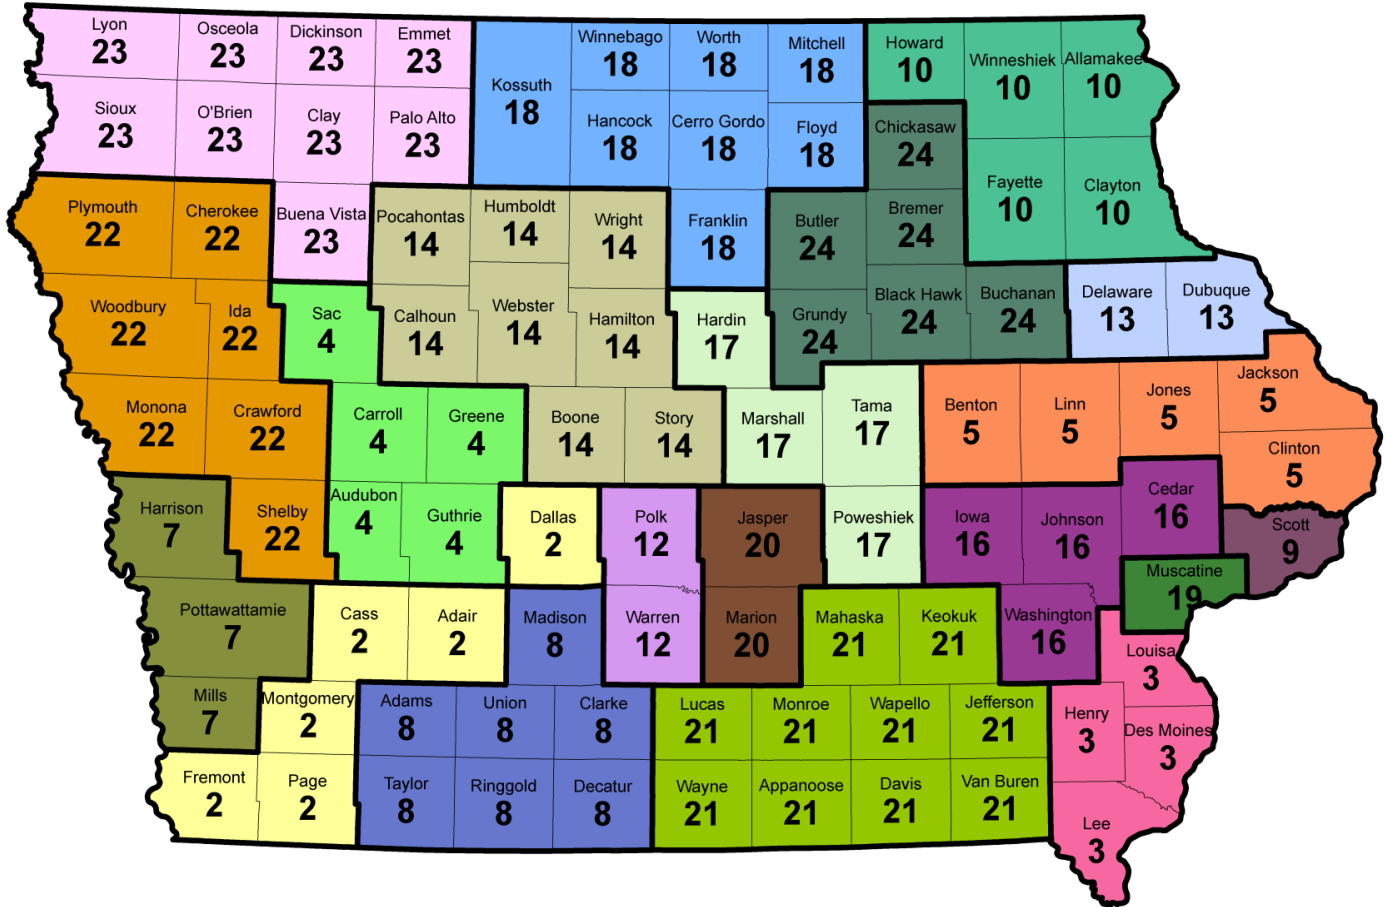 Lyon
23
Osceola
23
Dickinson
23
Emmet
23
Kossuth
18
Winnebago
18
Worth
18
Mitchell
18
Howard
10
Winneshiek
10
Allamakee
10
Sioux
23
O'Brien
23
Clay
23
Palo Alto
23
Hancock
18
Cerro Gordo
18
Floyd
18
Chickasaw
24
Fayette
10
Clayton
10
Plymouth
22
Cherokee
22
Buena Vista
23
Pocahontas
14
Humboldt
14
Wright
14
Franklin
18
Butler
24
Bremer
24
Woodbury
22
Ida
22
Sac
4
Calhoun
14
Webster
14
Hamilton
14
Hardin
17
Grundy
24
Black Hawk
24
Buchanan
24
Delaware
13
Dubuque
13
Monona
22
Crawford
22
Carroll
4
Greene
4
Boone
14
Story
14
Marshall
17
Tama
17
Benton
5
Linn
5
Jones
5
Jackson
5
Clinton
5
Harrison
7
Shelby
22
Audubon
4
Guthrie
4
Dallas
2
Polk
12
Jasper
20
Poweshiek
17
Iowa
16
Johnson
16
Cedar
16
Scott
9
Muscatine
19
Pottawattamie
7
Cass
2
Adair
2
Madison
8
Warren
12
Marion
20
Mahaska
21
Keokuk
21
Washington
16
Louisa
3
Mills
7
Montgomery
2
Adams
8
Union
8
Clarke
8
Lucas
21
Monroe
21
Wapello
21
Jefferson
21
Henry
3
Des Moines
3
Fremont
2
Page
2
Taylor
8
Ringgold
8
Decatur
8
Wayne
21
Appanoose
21
Davis
21
Van Buren
21
Lee
3